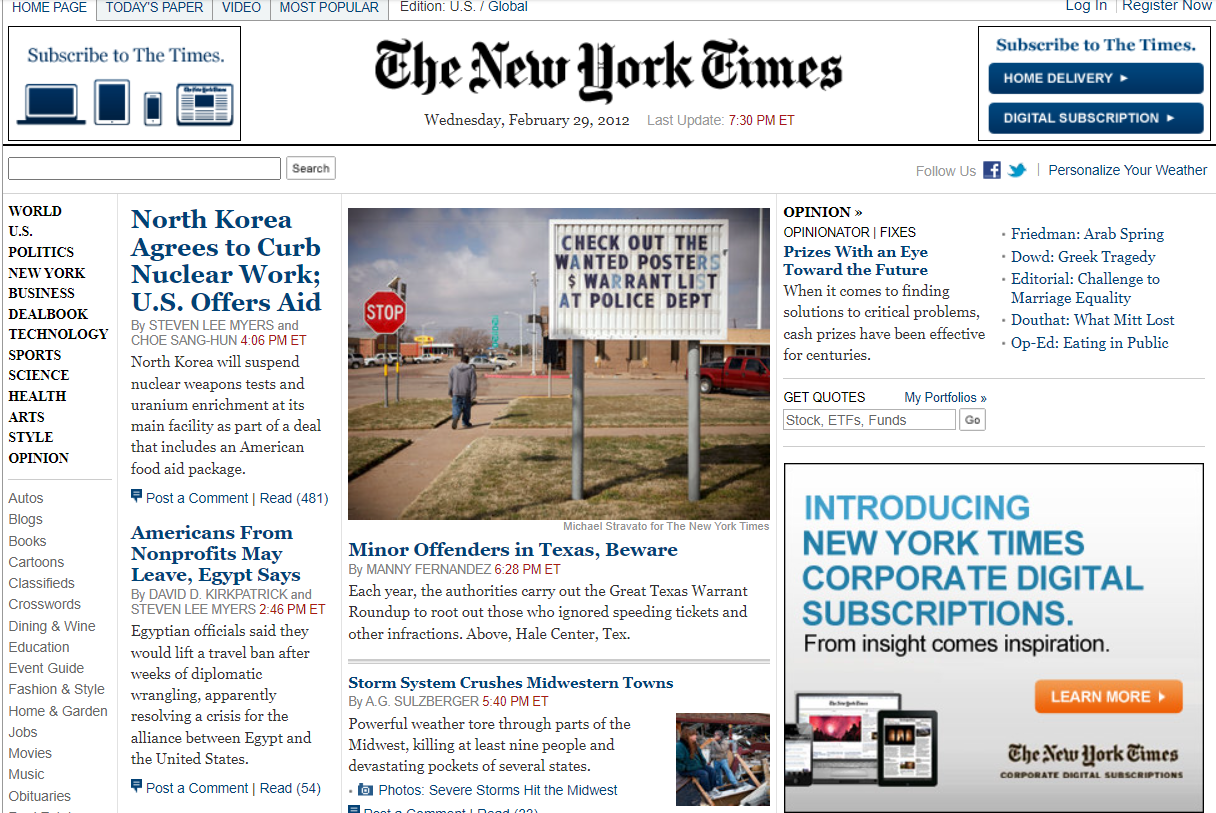 HOME PAGE TODAY'S PAPER VIDEO MOST POPULAR Edition: U.S. / Global Log In Register Now
Subscribe to The Times.
The New York Times
The New York Times
Wednesday, February 29, 2012 Last Update: 7:30 PM ET
Subscribe to The Times.
HOME DELIVERY ▸
DIGITAL SUBSCRIPTION ▸
Search
Follow Us f Personalize Your Weather
WORLD
U.S.
POLITICS
NEW YORK
BUSINESS
DEALBOOK
TECHNOLOGY
SPORTS
SCIENCE
HEALTH
ARTS
STYLE
OPINION
Autos
Blogs
Books
Cartoons
Classifieds
Crosswords
Dining & Wine
Education
Event Guide
Fashion & Style
Home & Garden
Jobs
Movies
Music
Obituaries
North Korea
Agrees to Curb
Nuclear Work;
U.S. Offers Aid
By STEVEN LEE MYERS and
CHOE SANG-HUN 4:06 PM ET
North Korea will suspend
nuclear weapons tests and
uranium enrichment at its
main facility as part of a deal
that includes an American
food aid package.
Post a Comment | Read (481)
Americans From
Nonprofits May
Leave, Egypt Says
By DAVID D. KIRKPATRICK and
STEVEN LEE MYERS 2:46 PM ET
Egyptian officials said they
would lift a travel ban after
weeks of diplomatic
wrangling, apparently
resolving a crisis for the
alliance between Egypt and
the United States.
Post a Comment | Read (54)
CHECK OUT THE
WANTED POSTERS
$ WARRANT LIST
AT POLICE DEPT
STOP
Michael Stravato for The New York Times
Minor Offenders in Texas, Beware
By MANNY FERNANDEZ 6:28 PM ET
Each year, the authorities carry out the Great Texas Warrant
Roundup to root out those who ignored speeding tickets and
other infractions. Above, Hale Center, Tex.
Storm System Crushes Midwestern Towns
By A.G. SULZBERGER 5:40 PM ET
Powerful weather tore through parts of the
Midwest, killing at least nine people and
devastating pockets of several states.
• Photos: Severe Storms Hit the Midwest
Post a Comment | Read
OPINION »
OPINIONATOR | FIXES
Prizes With an Eye
Toward the Future
When it comes to finding
solutions to critical problems,
cash prizes have been effective
for centuries.
• Friedman: Arab Spring
• Dowd: Greek Tragedy
• Editorial: Challenge to
Marriage Equality
• Douthat: What Mitt Lost
• Op-Ed: Eating in Public
GET QUOTES My Portfolios »
Stock, ETFs, Funds Go
INTRODUCING
NEW YORK TIMES
CORPORATE DIGITAL
SUBSCRIPTIONS.
From insight comes inspiration.
LEARN MORE ▸
The New York Times
The New York Times
CORPORATE DIGITAL SUBSCRIPTIONS